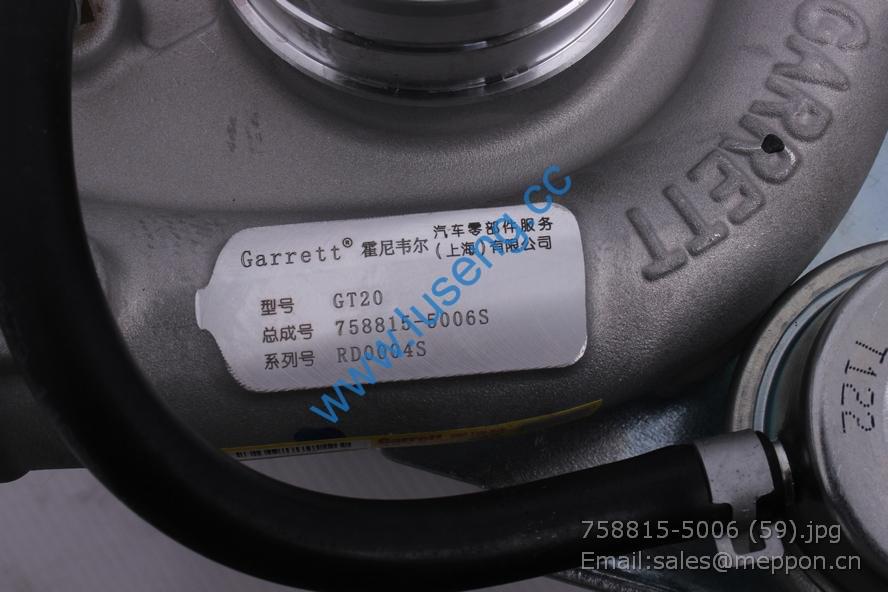 GARRETT
Garrett® 霍尼韦尔 汽车零部件服务
(上海)有限公司
型号 GT20
总成号 758815-5006S
系列号 RD0004S
www.luseng.cc
Garrett
T122
758815-5006 (59).jpg
Email:sales@meppon.cn